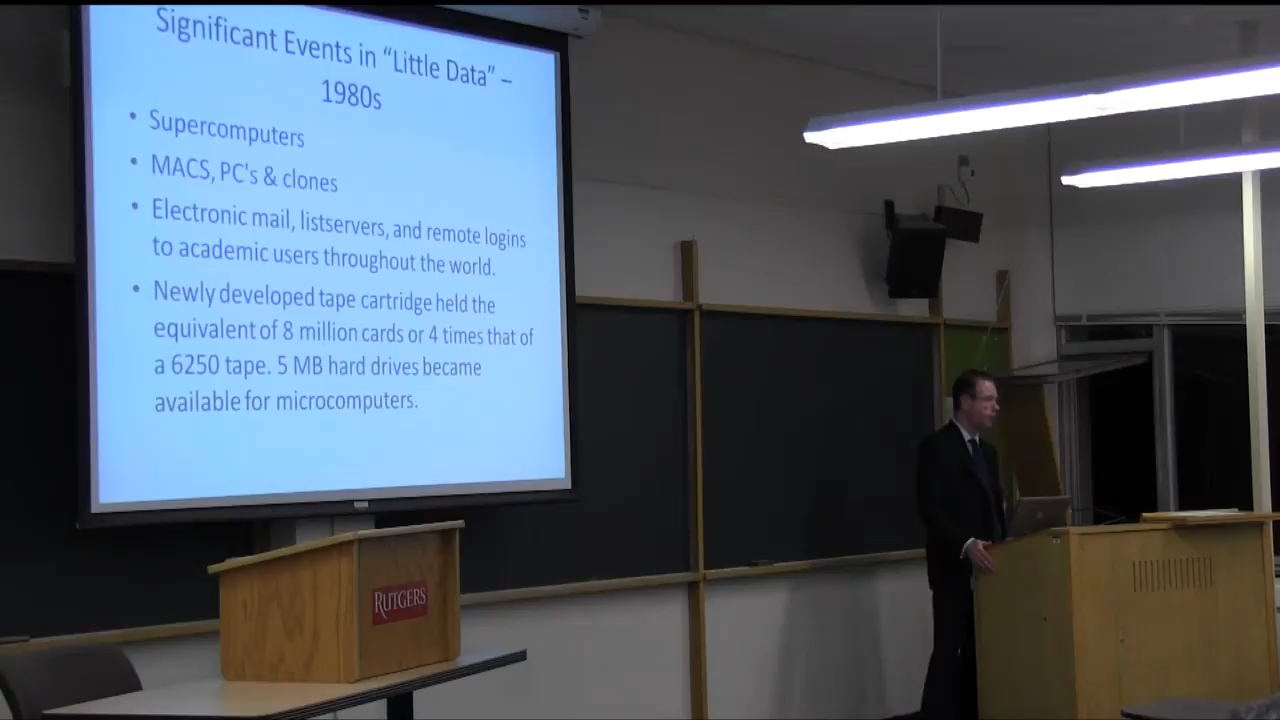 Significant Events in “Little Data” –
1980s
• Supercomputers
• MACS, PC's & clones
• Electronic mail, listservers, and remote logins
to academic users throughout the world.
• Newly developed tape cartridge held the
equivalent of 8 million cards or 4 times that of
a 6250 tape. 5 MB hard drives became
available for microcomputers.
RUTGERS